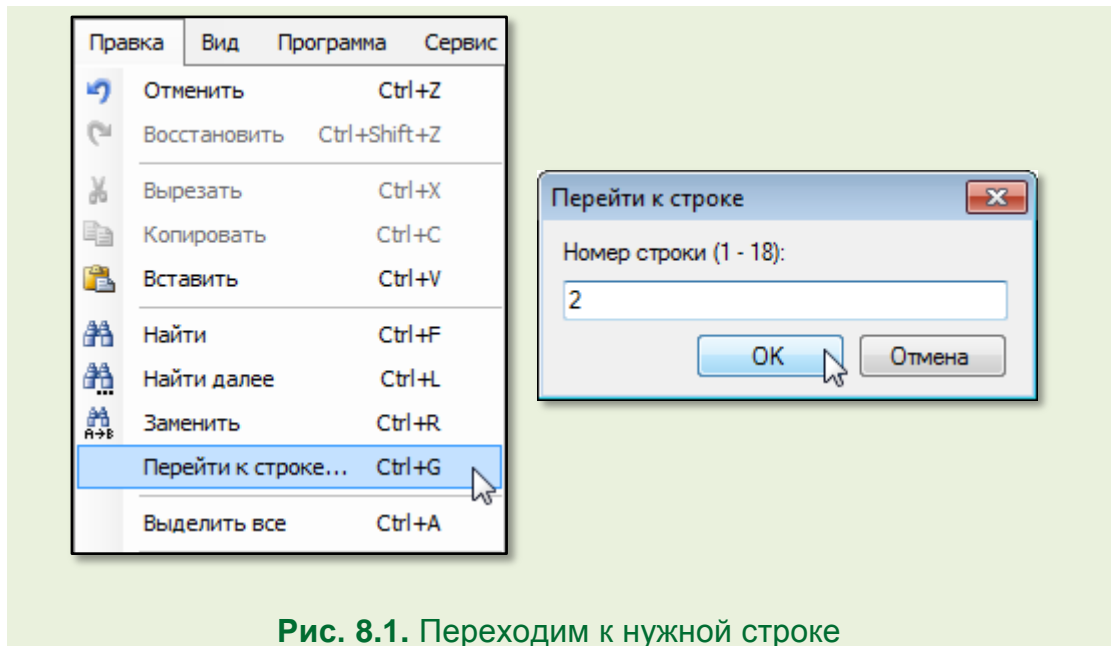 Правка Вид Программа Сервис
Отменить Ctrl+Z
Восстановить Ctrl+Shift+Z
Вырезать Ctrl+X
Копировать Ctrl+C
Вставить Ctrl+V
Найти Ctrl+F
Найти далее Ctrl+L
A→B Заменить Ctrl+R
Перейти к строке... Ctrl+G
Выделить все Ctrl+A
Перейти к строке
Номер строки (1 - 18):
2
OK Отмена
Рис. 8.1. Переходим к нужной строке